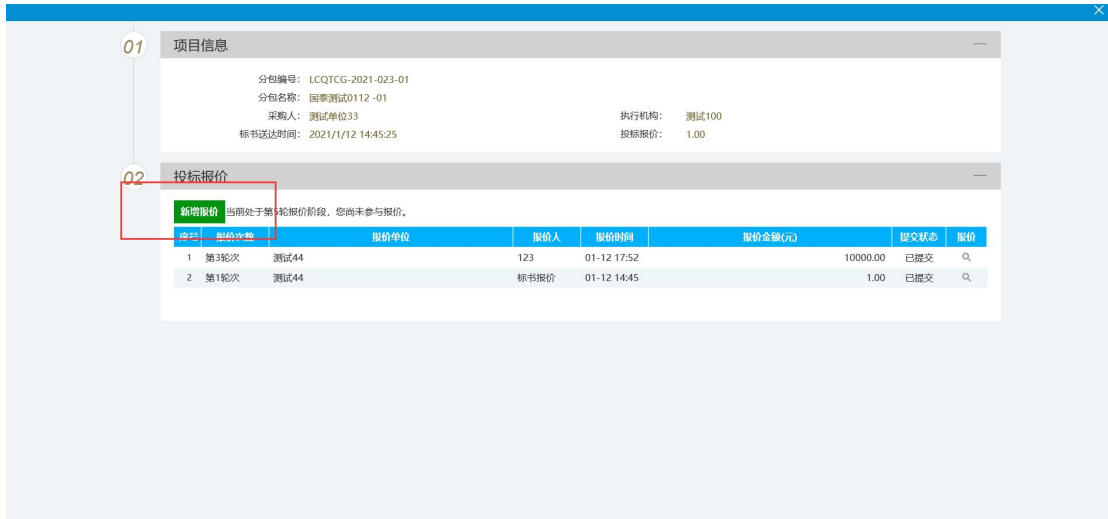 01 项目信息
分包编号: LCQTCG-2021-023-01
分包名称: 国泰测试0112 -01
采购人: 测试单位33 执行机构: 测试100
标书送达时间: 2021/1/12 14:45:25 投标报价: 1.00
02 投标报价
新增报价 当前处于第5轮报价阶段，您尚未参与报价。
序号 报价次数 报价单位 报价人 报价时间 报价金额(元) 提交状态 报价
1 第3轮次 测试44 123 01-12 17:52 10000.00 已提交
2 第1轮次 测试44 标书报价 01-12 14:45 1.00 已提交